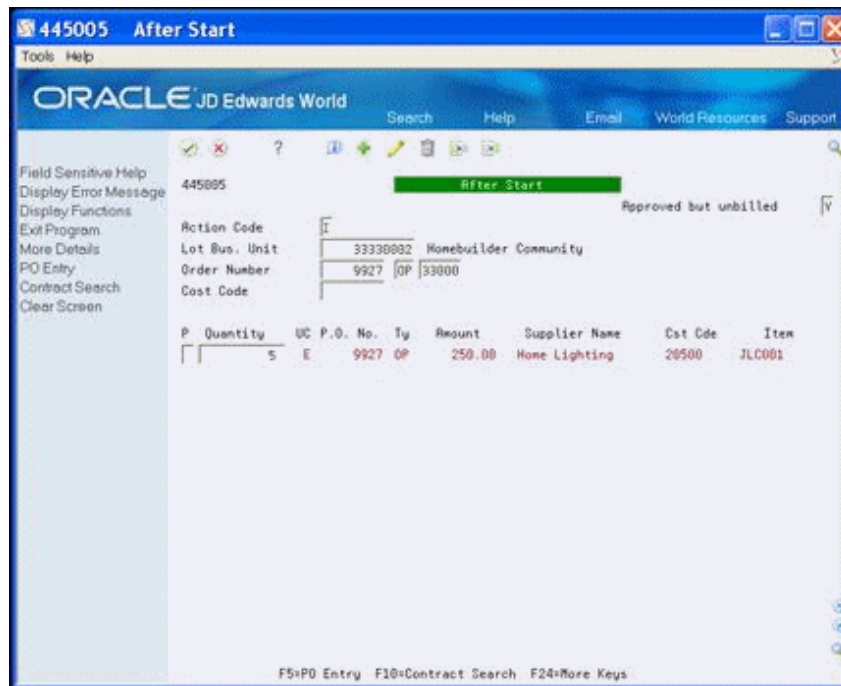 445005 After Start
Tools Help
ORACLE JD Edwards World
Search Help Email World Resources Support
Field Sensitive Help
Display Error Message
Display Functions
Exit Program
More Details
PO Entry
Contract Search
Clear Screen
?
445005 After Start
Approved but unbilled Y
Action Code I
Lot Bus. Unit 33330002 Homebuilder Community
Order Number 9927 OP 33000
Cost Code
P Quantity UC P.O. No. Ty Amount Supplier Name Cst Cde Item
5 E 9927 OP 250.00 Home Lighting 20500 JLC001
F5=PO Entry F10=Contract Search F24=More Keys